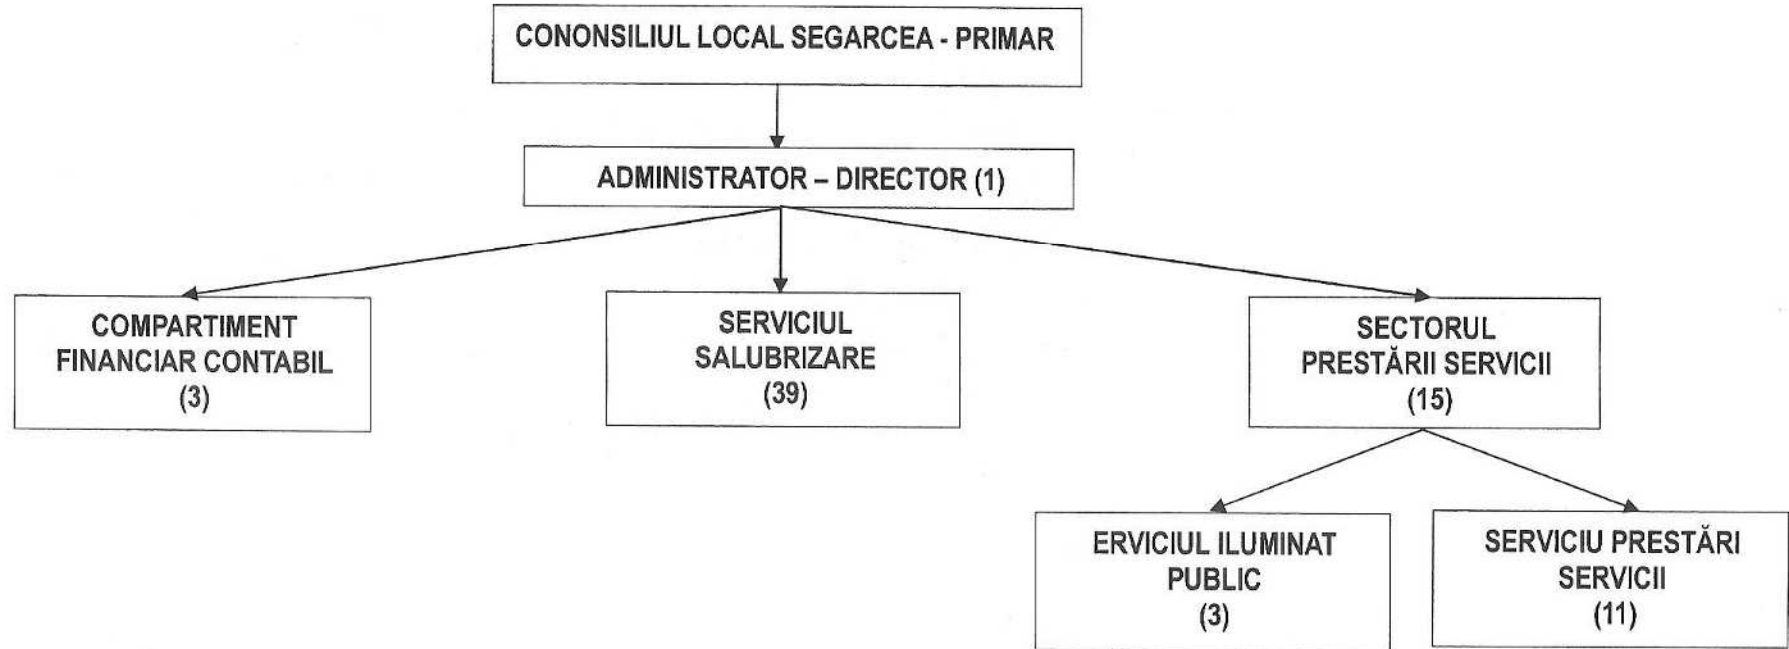 CONONSILIUL LOCAL SEGARCEA - PRIMAR
ADMINISTRATOR – DIRECTOR (1)
COMPARTIMENT
FINANCIAR CONTABIL
(3)
SERVICIUL
SALUBRIZARE
(39)
SECTORUL
PRESTĂRII SERVICII
(15)
ERVICIUL ILUMINAT
PUBLIC
(3)
SERVICIU PRESTĂRI
SERVICII
(11)